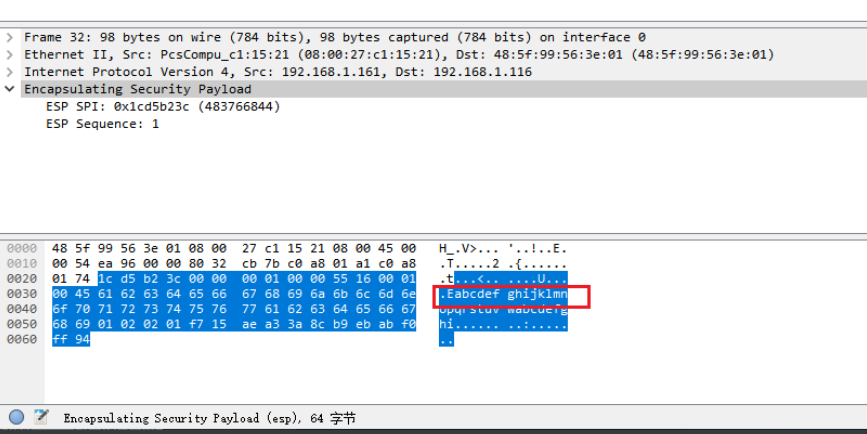 Frame 32: 98 bytes on wire (784 bits), 98 bytes captured (784 bits) on interface 0
Ethernet II, Src: PcsCompu_c1:15:21 (08:00:27:c1:15:21), Dst: 48:5f:99:56:3e:01 (48:5f:99:56:3e:01)
Internet Protocol Version 4, Src: 192.168.1.161, Dst: 192.168.1.116
Encapsulating Security Payload
ESP SPI: 0x1cd5b23c (483766844)
ESP Sequence: 1
0000 48 5f 99 56 3e 01 08 00 27 c1 15 21 08 00 45 00 H_.V>... '..!..E.
0010 00 54 ea 96 00 00 80 32 cb 7b c0 a8 01 a1 c0 a8 .T.....2 .{......
0020 01 74 1c d5 b2 3c 00 00 00 01 00 00 55 16 00 01 .t...<.. ....U...
0030 00 45 61 62 63 64 65 66 67 68 69 6a 6b 6c 6d 6e .Eabcdef ghijklmn
0040 6f 70 71 72 73 74 75 76 77 61 62 63 64 65 66 67 opqrstuv wabcdefg
0050 68 69 01 02 02 01 f7 15 ae a3 3a 8c b9 eb ab f0 hi...... ..:.....
0060 ff 94 ..
Encapsulating Security Payload (esp), 64 字节